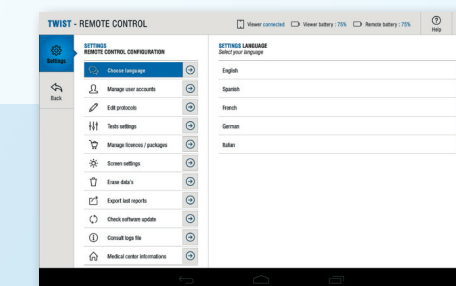 TWIST - REMOTE CONTROL
Viewer connected
Viewer battery : 75%
Remote battery : 75%
Help
Settings
Back
SETTINGS
REMOTE CONTROL CONFIGURATION
Choose language
Manage user accounts
Edit protocols
Tests settings
Manage licences / packages
Screen settings
Erase data's
Export last reports
Check software update
Consult logs file
Medical center informations
SETTINGS LANGUAGE
Select your language
English
Spanish
French
German
Italian